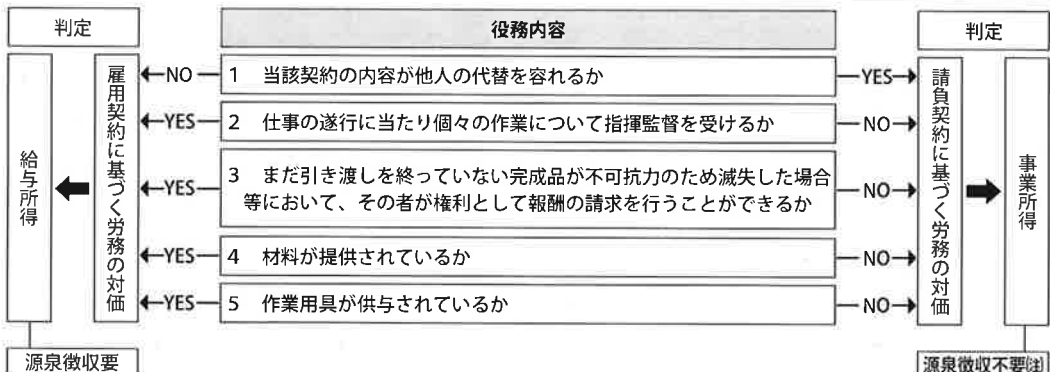 判定
役務内容
判定
給与所得
雇用契約に基づく労務の対価
←NO
1 当該契約の内容が他人の代替を容れるか
YES→
←YES
2 仕事の遂行に当たり個々の作業について指揮監督を受けるか
NO→
←YES
3 まだ引き渡しを終っていない完成品が不可抗力のため滅失した場合
等において、その者が権利として報酬の請求を行うことができるか
NO→
←YES
4 材料が提供されているか
NO→
←YES
5 作業用具が供与されているか
NO→
請負契約に基づく労務の対価
事業所得
源泉徴収要
源泉徴収不要(注)